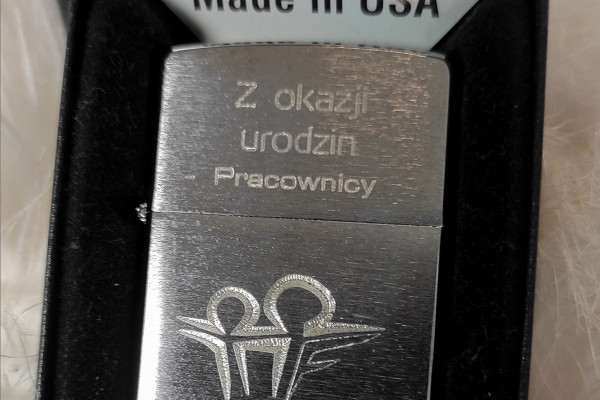 Made in USA
Z okazji
urodzin
- Pracownicy